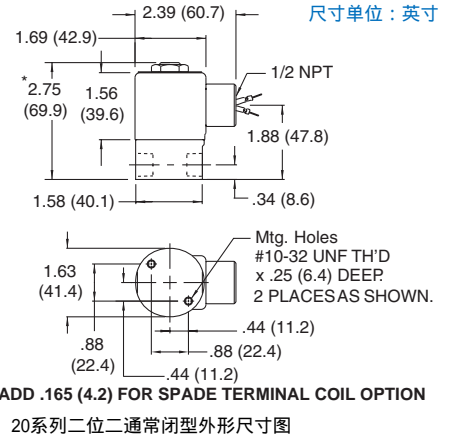 2.39 (60.7)
尺寸单位：英寸
1.69 (42.9)
1/2 NPT
*
2.75
(69.9)
1.56
(39.6)
1.88 (47.8)
1.58 (40.1)
.34 (8.6)
Mtg. Holes
#10-32 UNF TH'D
x .25 (6.4) DEEP.
2 PLACES AS SHOWN.
1.63
(41.4)
.44 (11.2)
.88
(22.4)
.88 (22.4)
.44 (11.2)
ADD .165 (4.2) FOR SPADE TERMINAL COIL OPTION
20系列二位二通常闭型外形尺寸图